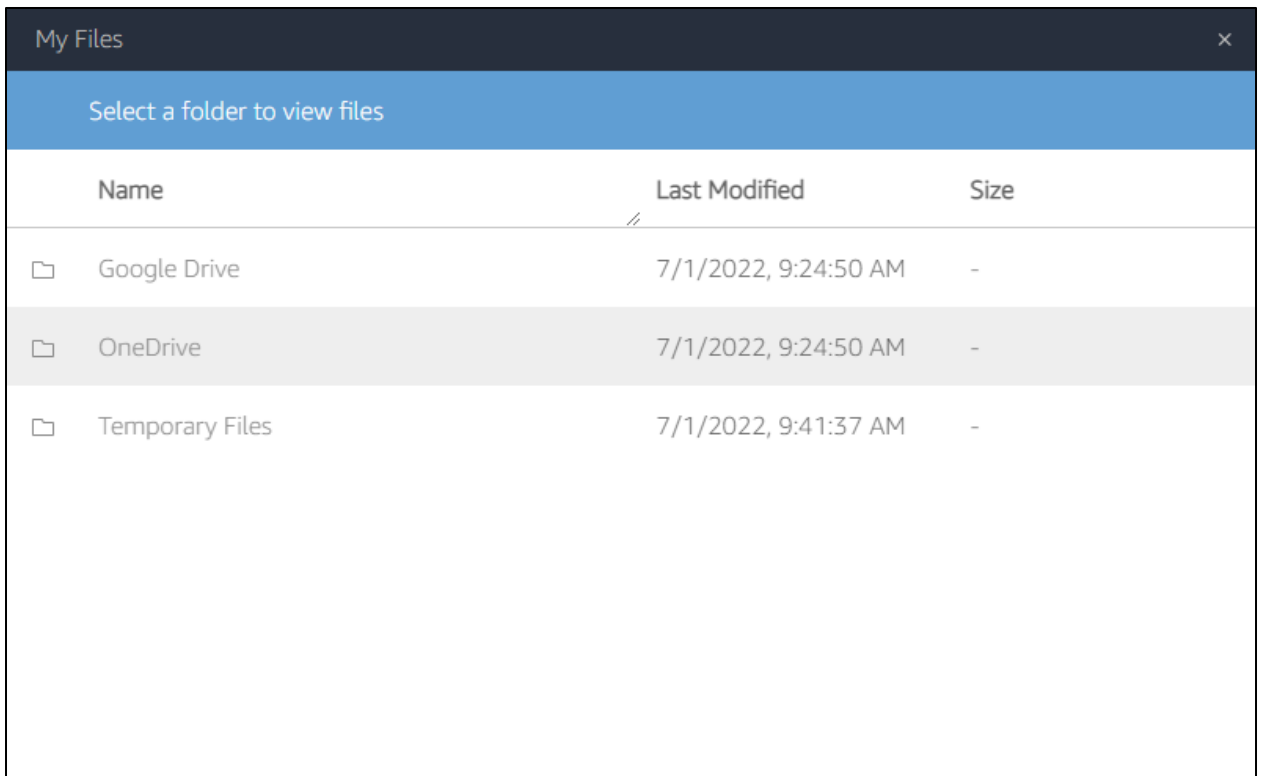 My Files ×
Select a folder to view files
Name Last Modified Size
Google Drive 7/1/2022, 9:24:50 AM -
OneDrive 7/1/2022, 9:24:50 AM -
Temporary Files 7/1/2022, 9:41:37 AM -